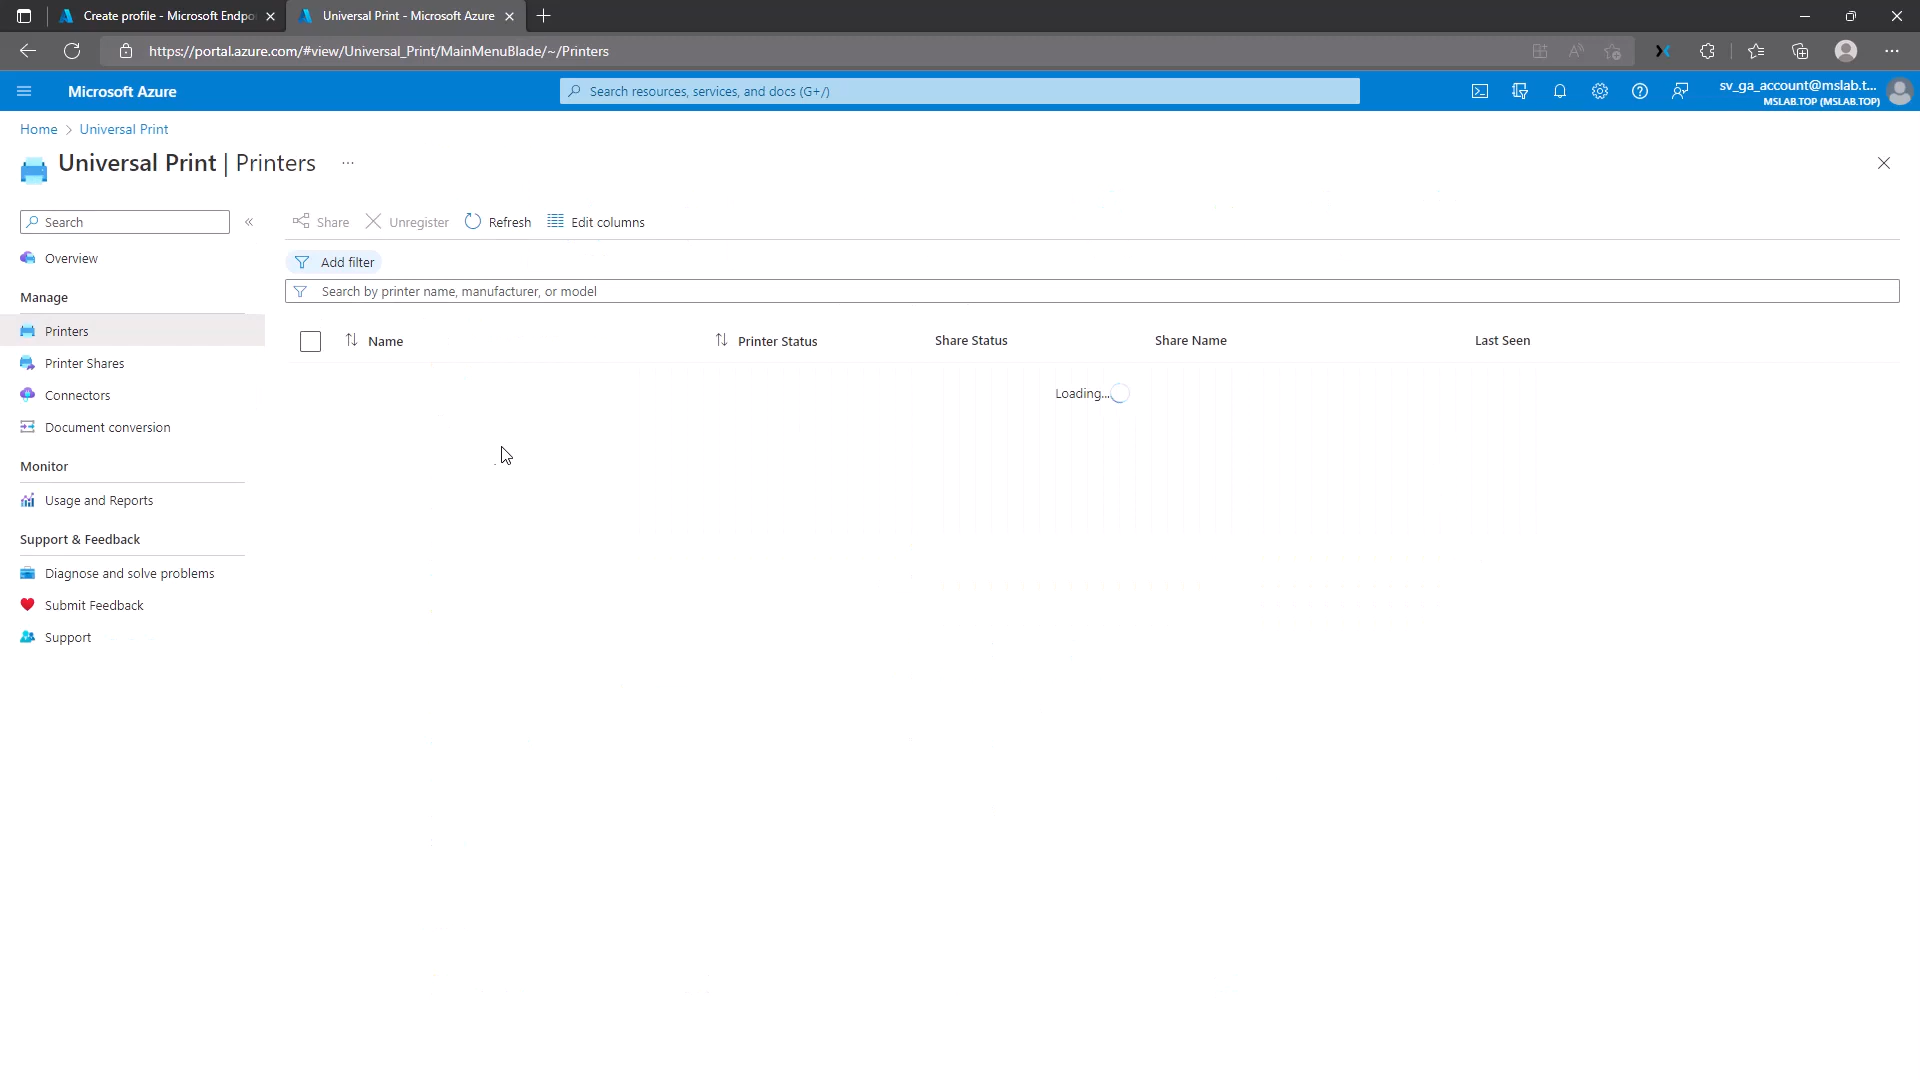 Create profile - Microsoft Endpo
Universal Print - Microsoft Azure
https://portal.azure.com/#view/Universal_Print/MainMenuBlade/~/Printers
Microsoft Azure
Search resources, services, and docs (G+/)
sv_ga_account@mslab.t...
MSLAB.TOP (MSLAB.TOP)
Home > Universal Print
Universal Print | Printers ...
Search
«
Share
Unregister
Refresh
Edit columns
Overview
Add filter
Manage
Search by printer name, manufacturer, or model
Printers
Name
Printer Status
Share Status
Share Name
Last Seen
Printer Shares
Loading...
Connectors
Document conversion
Monitor
Usage and Reports
Support & Feedback
Diagnose and solve problems
Submit Feedback
Support